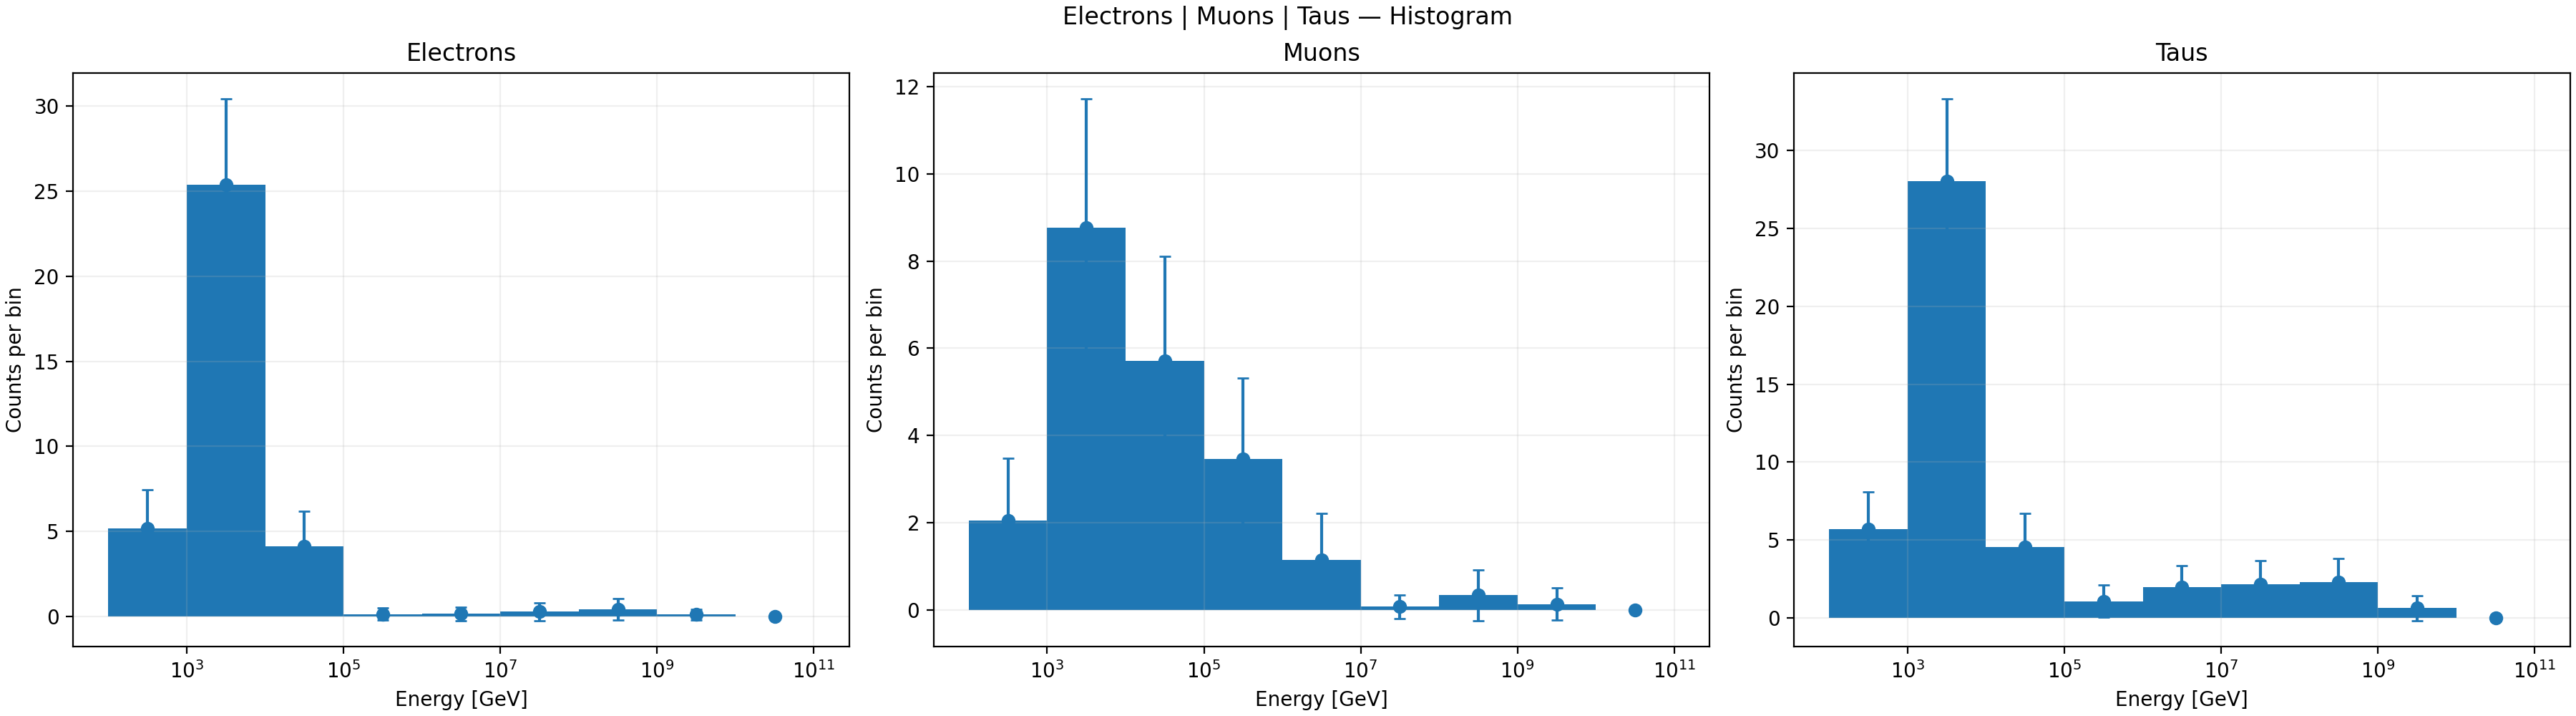 Electrons | Muons | Taus — Histogram
Electrons
Counts per bin
30
25
20
15
10
5
0
10³ 10⁵ 10⁷ 10⁹ 10¹¹
Energy [GeV]
Muons
Counts per bin
12
10
8
6
4
2
0
10³ 10⁵ 10⁷ 10⁹ 10¹¹
Energy [GeV]
Taus
Counts per bin
30
25
20
15
10
5
0
10³ 10⁵ 10⁷ 10⁹ 10¹¹
Energy [GeV]